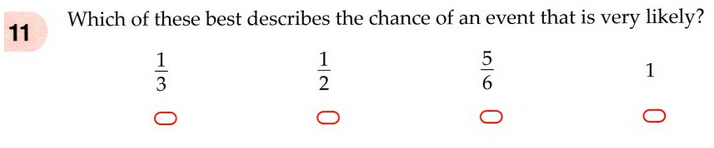 11 Which of these best describes the chance of an event that is very likely?
1/3 1/2 5/6 1